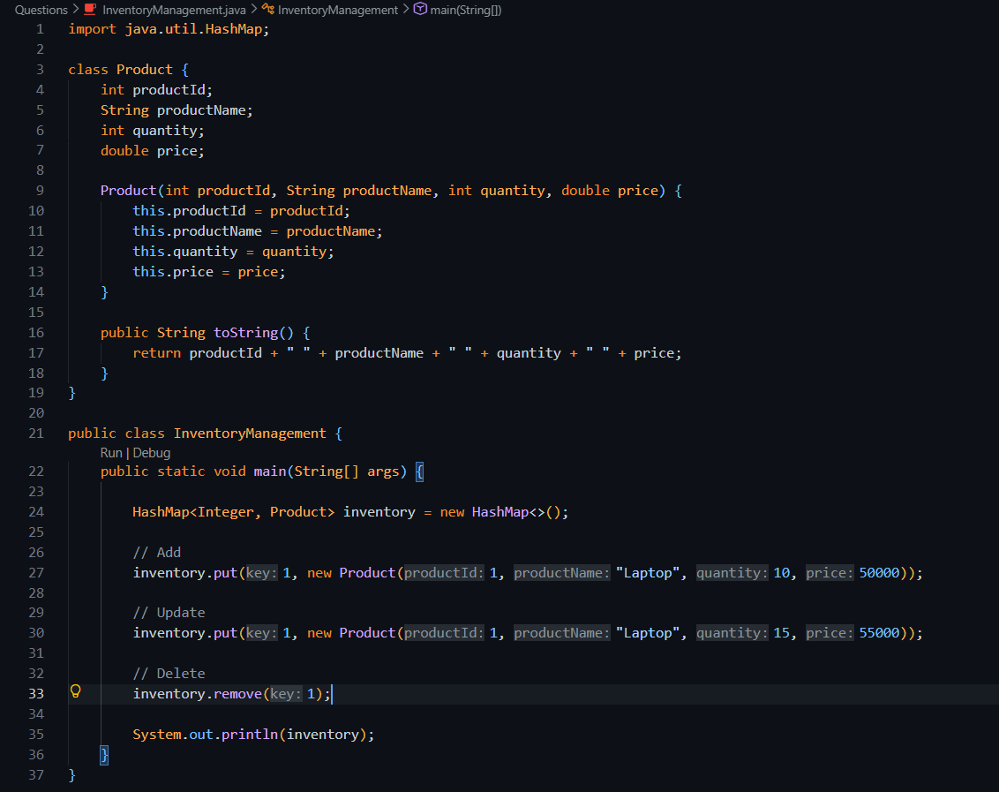 Questions > InventoryManagement.java > InventoryManagement > main(String[])
1 import java.util.HashMap;
2
3 class Product {
4     int productId;
5     String productName;
6     int quantity;
7     double price;
8
9     Product(int productId, String productName, int quantity, double price) {
10         this.productId = productId;
11         this.productName = productName;
12         this.quantity = quantity;
13         this.price = price;
14     }
15
16     public String toString() {
17         return productId + " " + productName + " " + quantity + " " + price;
18     }
19 }
20
21 public class InventoryManagement {
Run | Debug
22     public static void main(String[] args) {
23
24         HashMap<Integer, Product> inventory = new HashMap<>();
25
26         // Add
27         inventory.put(key: 1, new Product(productId: 1, productName: "Laptop", quantity: 10, price: 50000));
28
29         // Update
30         inventory.put(key: 1, new Product(productId: 1, productName: "Laptop", quantity: 15, price: 55000));
31
32         // Delete
33         inventory.remove(key: 1);
34
35         System.out.println(inventory);
36     }
37 }